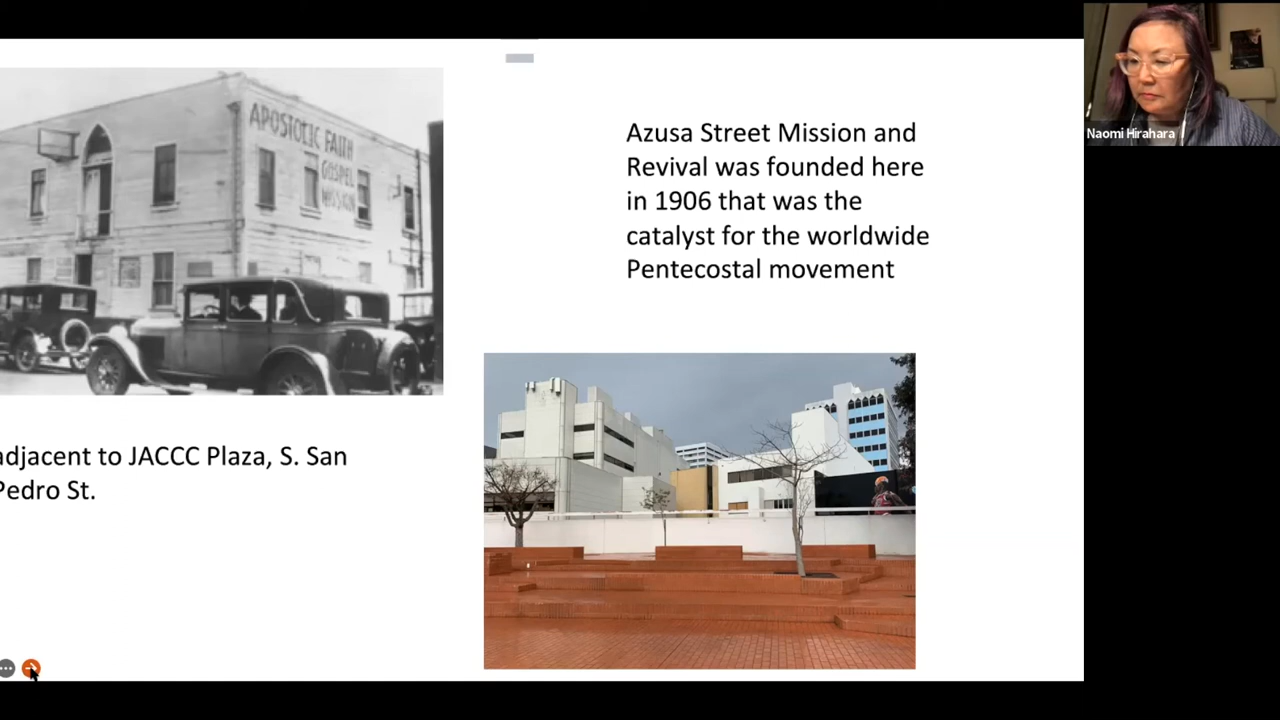 APOSTOLIC FAITH
GOSPEL
MISSION
Azusa Street Mission and
Revival was founded here
in 1906 that was the
catalyst for the worldwide
Pentecostal movement
adjacent to JACCC Plaza, S. San
Pedro St.
Naomi Hirahara